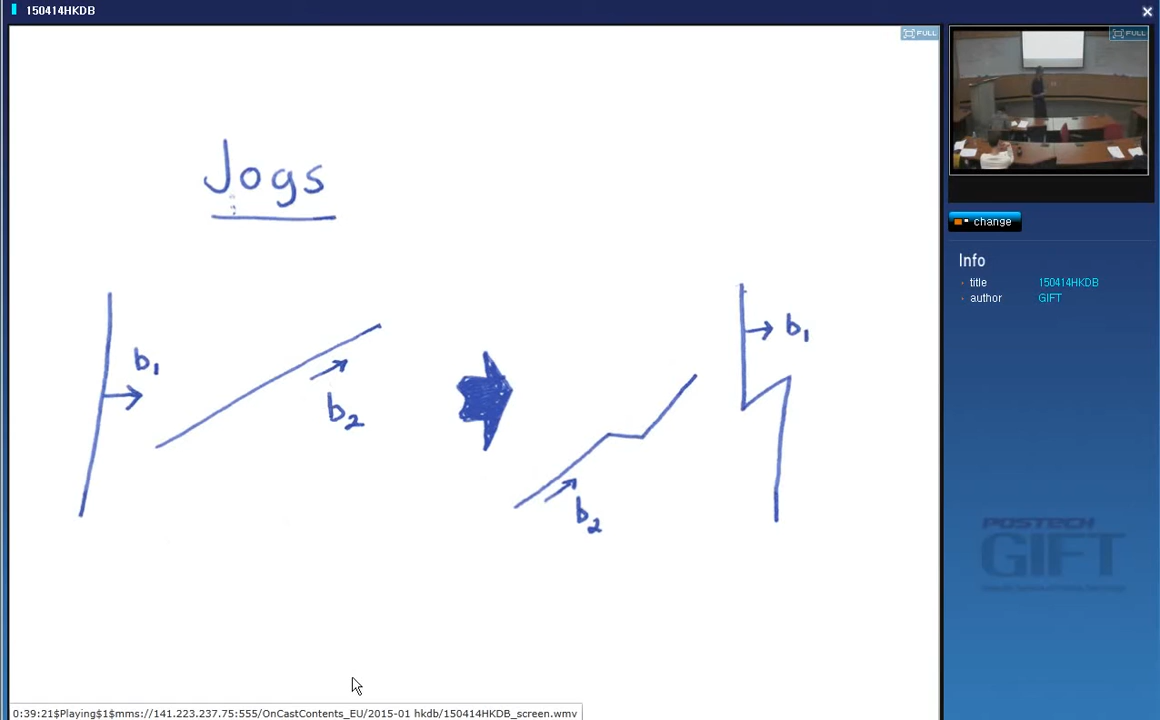 150414HKDB
FULL
FULL
Jogs
b₁
b₂
b₂
b₁
change
Info
title 150414HKDB
author GIFT
POSTECH
GIFT
0:39:21$Playing$1$mms://141.223.237.75:555/OnCastContents_EU/2015-01 hkdb/150414HKDB_screen.wmv